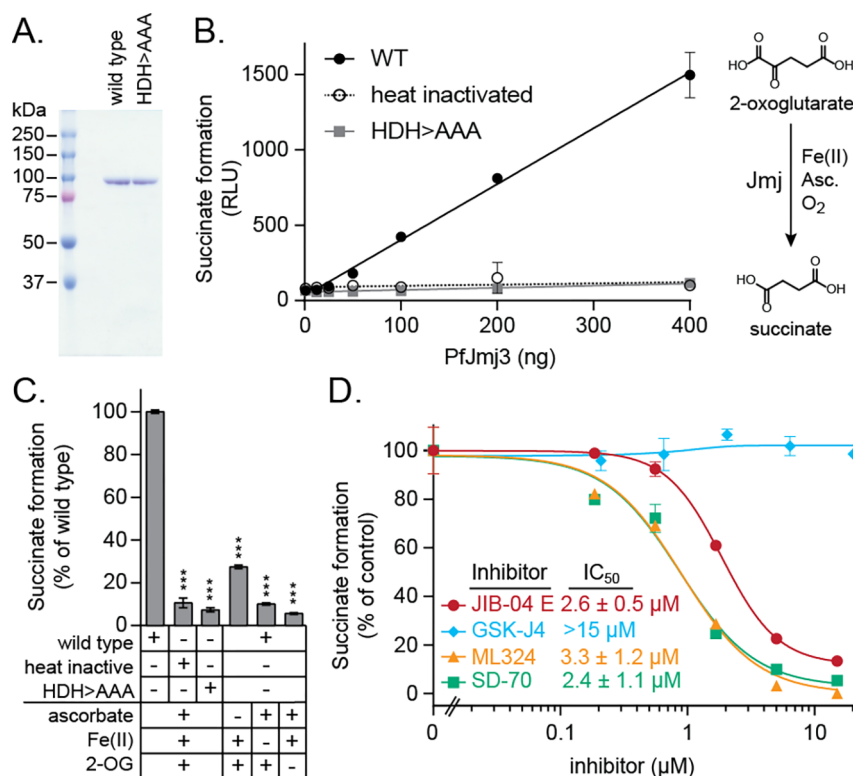 A.
wild type
HDH>AAA
kDa
250
150
100
75
50
37
B.
WT
heat inactivated
HDH>AAA
Succinate formation
(RLU)
1500
1000
500
0
0 100 200 300 400
PfJmj3 (ng)
O
HO
OH
O
O
2-oxoglutarate
Jmj
Fe(II)
Asc.
O2
O
HO
OH
O
succinate
C.
Succinate formation
(% of wild type)
100
80
60
40
20
0
*** *** *** *** ***
wild type + - - +
heat inactive - + - -
HDH>AAA - - + -
ascorbate + - + +
Fe(II) + + - +
2-OG + + + -
D.
Succinate formation
(% of control)
100
80
60
40
20
0
Inhibitor IC50
JIB-04 E 2.6 ± 0.5 µM
GSK-J4 >15 µM
ML324 3.3 ± 1.2 µM
SD-70 2.4 ± 1.1 µM
0 0.1 1 10
inhibitor (µM)